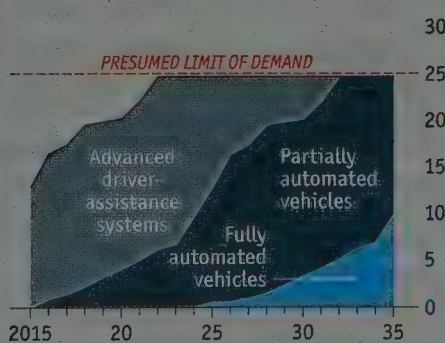 30
PRESUMED LIMIT OF DEMAND
25
20
15
10
5
0
Advanced
driver-
assistance
systems
Partially
automated
vehicles
Fully
automated
vehicles
2015 20 25 30 35